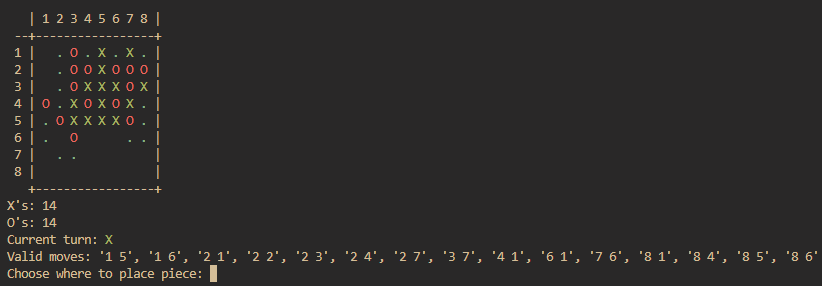 | 1 2 3 4 5 6 7 8 |
 --+-----------------+
 1 |   . O . X . X . |
 2 |   . O O X O O O |
 3 |   . O X X X O X |
 4 | O . X O X O X . |
 5 | . O X X X X O . |
 6 | .   O       . . |
 7 |   . .           |
 8 |                 |
   +-----------------+
X's: 14
O's: 14
Current turn: X
Valid moves: '1 5', '1 6', '2 1', '2 2', '2 3', '2 4', '2 7', '3 7', '4 1', '6 1', '7 6', '8 1', '8 4', '8 5', '8 6'
Choose where to place piece: